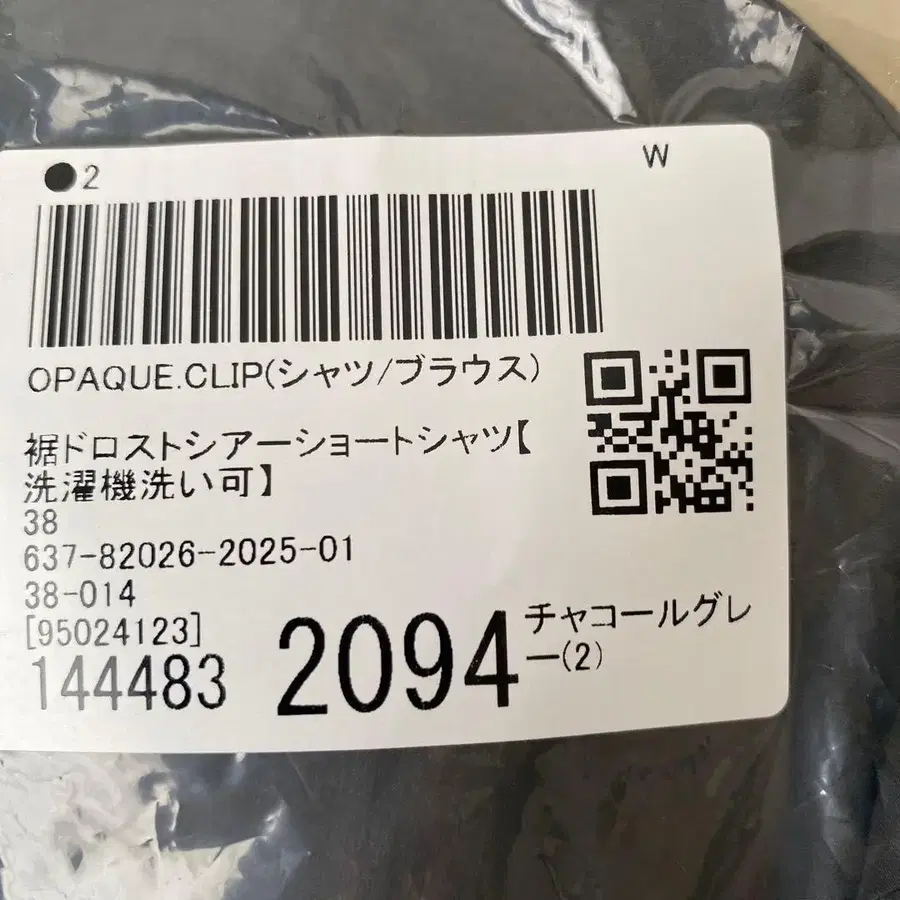 ●2
W
OPAQUE.CLIP(シャツ/ブラウス)
裾ドロストシアーショートシャツ【
洗濯機洗い可】
38
637-82026-2025-01
38-014
[95024123]
144483
2094
チャコールグレ
ー(2)